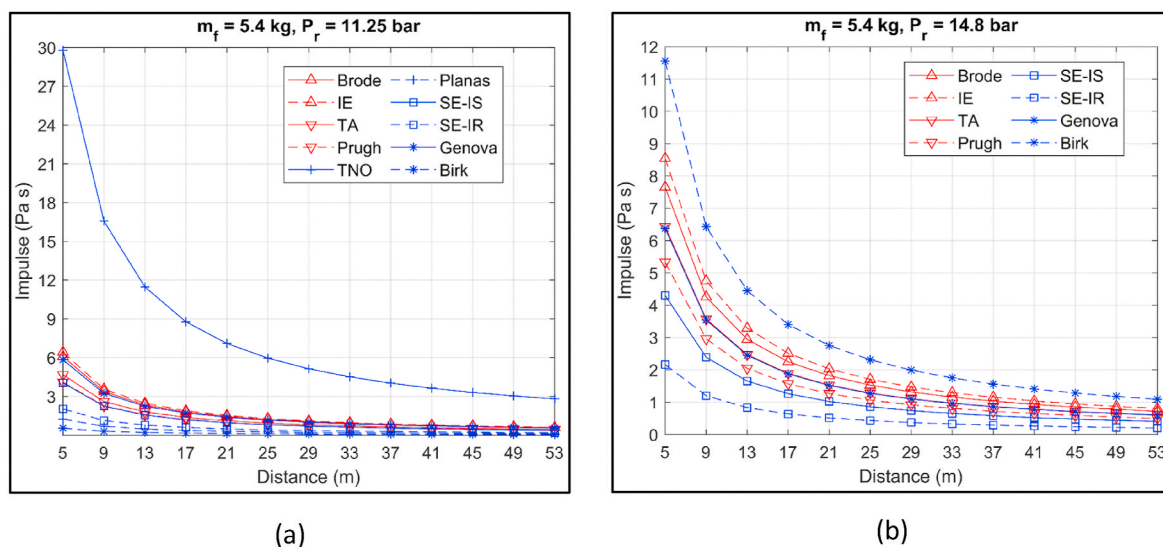 m_f = 5.4 kg, P_r = 11.25 bar
30
27
24
21
18
15
12
9
6
3
Impulse (Pa s)
Brode
IE
TA
Prugh
TNO
Planas
SE-IS
SE-IR
Genova
Birk
5 9 13 17 21 25 29 33 37 41 45 49 53
Distance (m)
(a)
m_f = 5.4 kg, P_r = 14.8 bar
12
11
10
9
8
7
6
5
4
3
2
1
0
Impulse (Pa s)
Brode
IE
TA
Prugh
SE-IS
SE-IR
Genova
Birk
5 9 13 17 21 25 29 33 37 41 45 49 53
Distance (m)
(b)